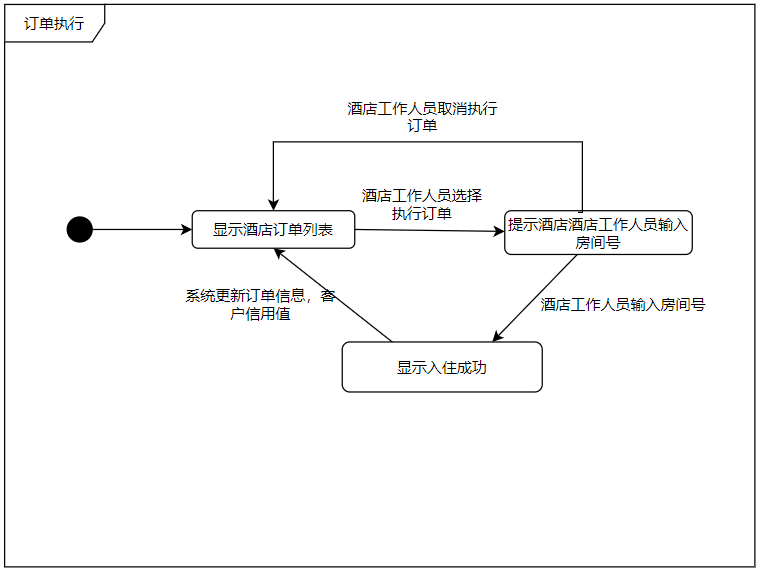 订单执行
酒店工作人员取消执行
订单
酒店工作人员选择
执行订单
显示酒店订单列表
提示酒店酒店工作人员输入
房间号
系统更新订单信息，客
户信用值
酒店工作人员输入房间号
显示入住成功